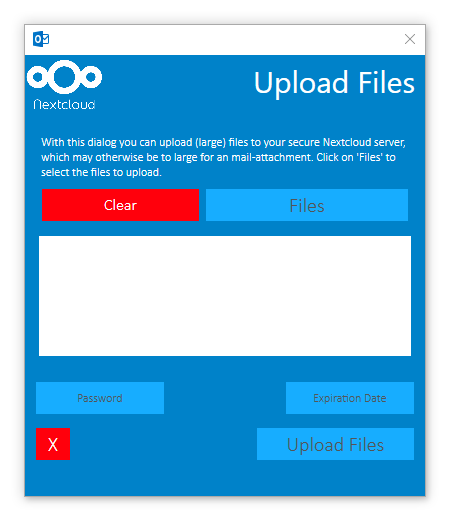 Nextcloud
Upload Files
With this dialog you can upload (large) files to your secure Nextcloud server,
which may otherwise be to large for an mail-attachment. Click on 'Files' to
select the files to upload.
Clear
Files
Password
Expiration Date
X
Upload Files